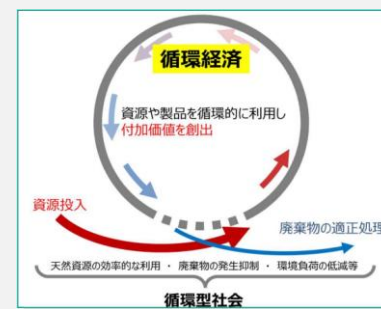 循環経済
資源や製品を循環的に利用し
付加価値を創出
資源投入
廃棄物の適正処理
天然資源の効率的な利用 ・ 廃棄物の発生抑制 ・ 環境負荷の低減等
循環型社会